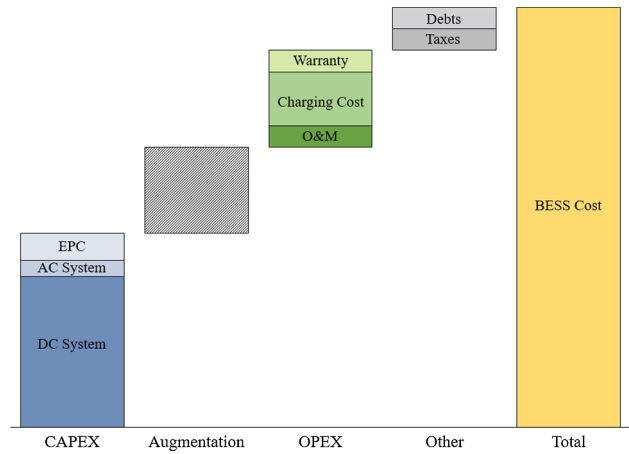 Debts
Taxes
Warranty
Charging Cost
O&M
BESS Cost
EPC
AC System
DC System
CAPEX
Augmentation
OPEX
Other
Total